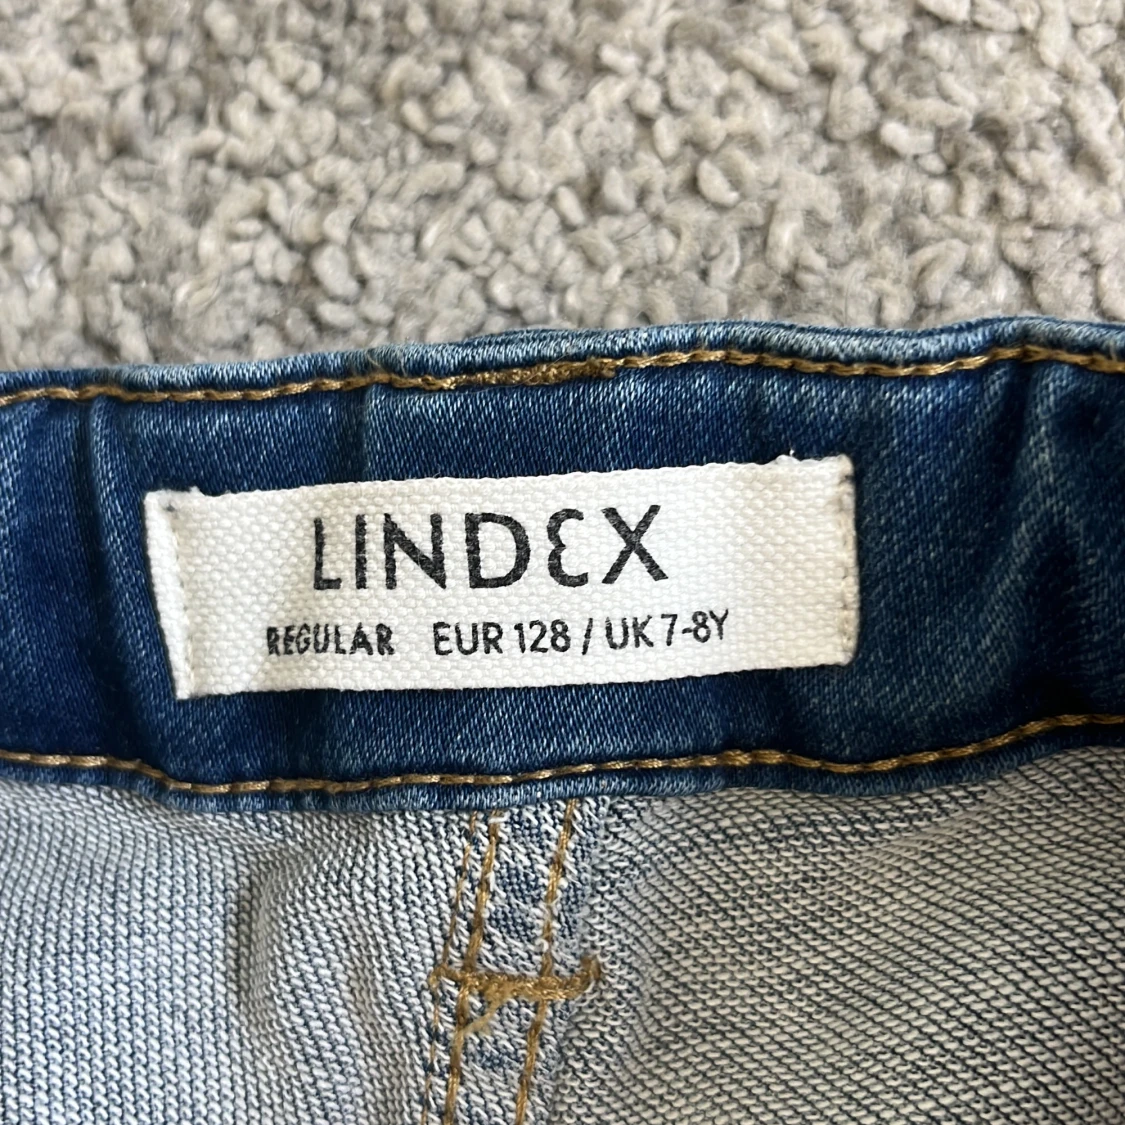 LINDEX
REGULAR EUR 128 / UK 7-8Y